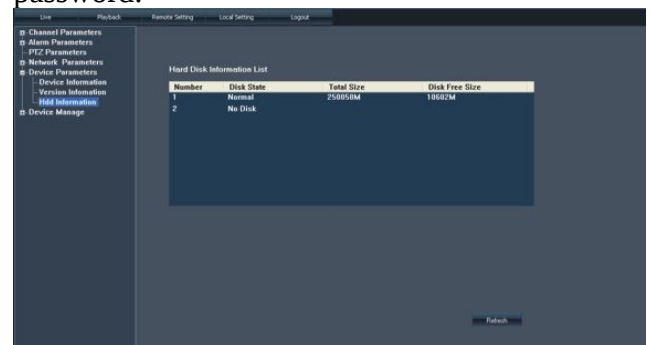 password.
Live Playback Remote Setting Local Setting Logout
Channel Parameters
Alarm Parameters
PTZ Parameters
Network Parameters
Device Parameters
Device Information
Version Infomation
Hdd Information
Device Manage
Hard Disk Information List
Number Disk State Total Size Disk Free Size
1 Normal 250058M 10602M
2 No Disk
Refresh